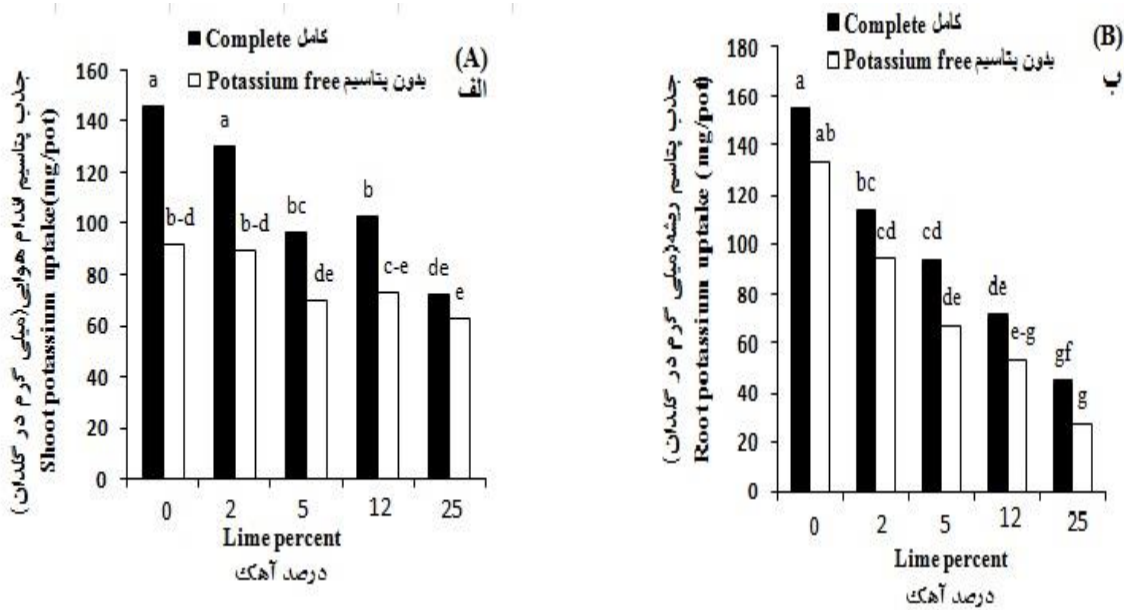 Complete کامل
Potassium free بدون پتاسیم
(A)
الف
جذب پتاسیم اندام هوایی(میلی گرم در گلدان)
Shoot potassium uptake(mg/pot)
160
140
120
100
80
60
40
20
0
a
b-d
a
b-d
bc
de
b
c-e
de
e
0 2 5 12 25
Lime percent
درصد آهک
Complete کامل
Potassium free بدون پتاسیم
(B)
ب
جذب پتاسیم ریشه(میلی گرم در گلدان)
Root potassium uptake (mg/pot)
180
160
140
120
100
80
60
40
20
0
a
ab
bc
cd
cd
de
de
e-g
gf
g
0 2 5 12 25
Lime percent
درصد آهک